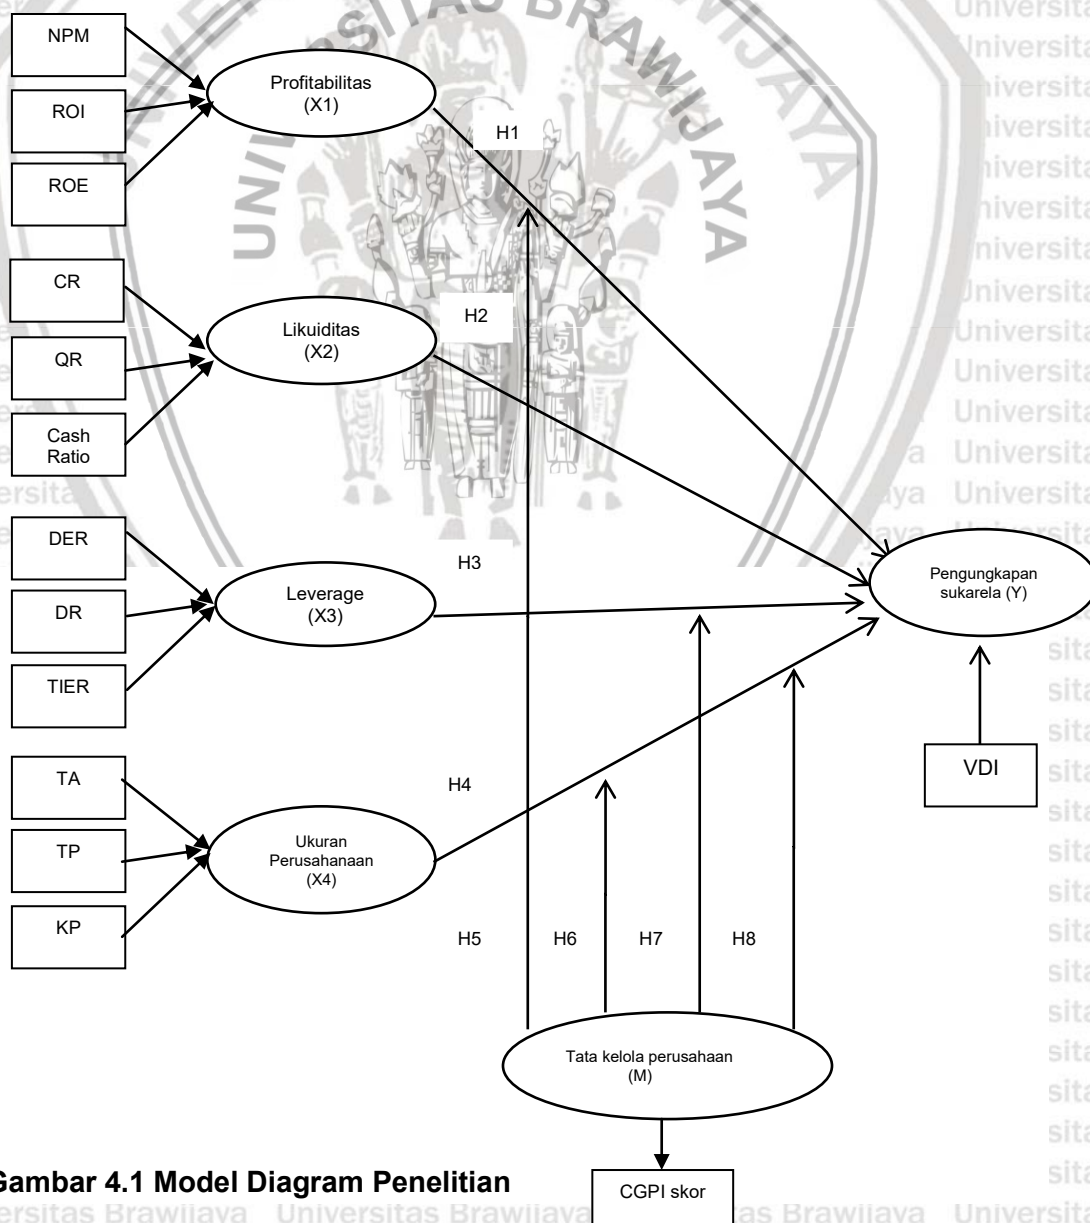 UNIVERSITAS BRAWIJAYA
NPM
ROI
ROE
Profitabilitas
(X1)
H1
CR
QR
Cash
Ratio
Likuiditas
(X2)
H2
DER
DR
TIER
Leverage
(X3)
H3
Pengungkapan
sukarela (Y)
VDI
TA
TP
KP
Ukuran
Perusahanaan
(X4)
H4
H5
H6
H7
H8
Tata kelola perusahaan
(M)
CGPI skor
Gambar 4.1 Model Diagram Penelitian